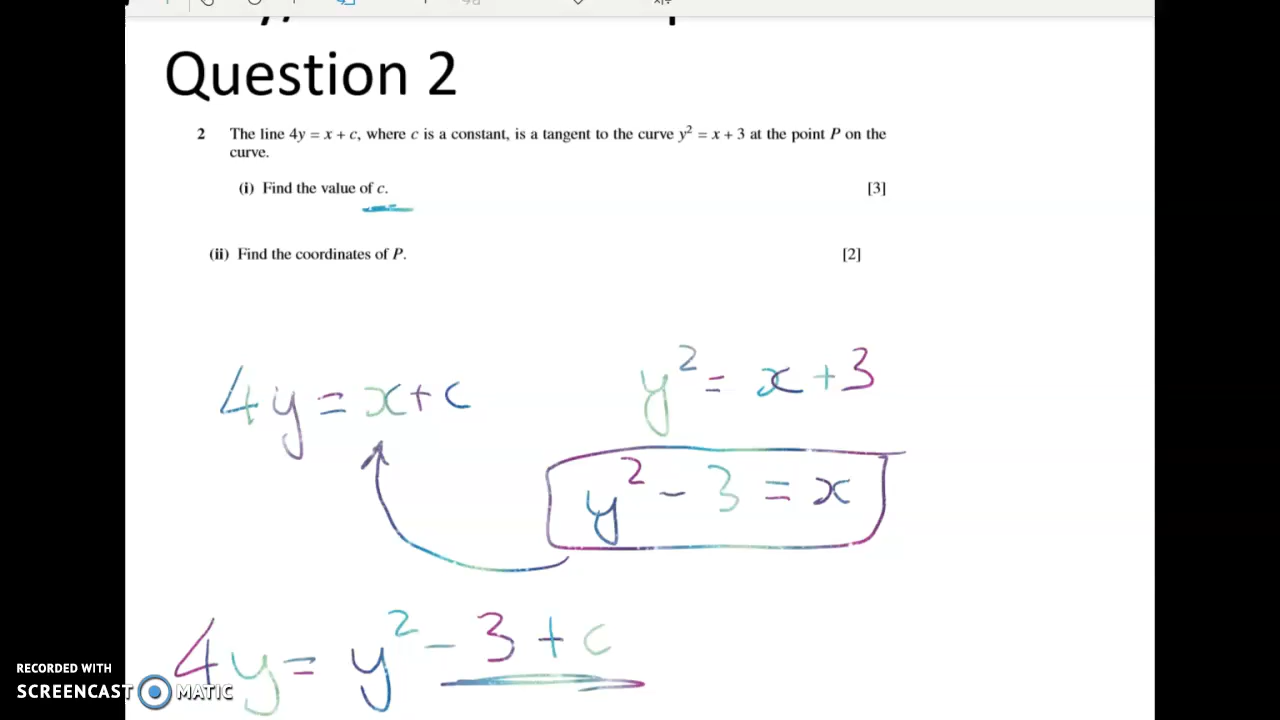 Question 2
2 The line 4y = x + c, where c is a constant, is a tangent to the curve y² = x + 3 at the point P on the
curve.
(i) Find the value of c. [3]
(ii) Find the coordinates of P. [2]
4y = x + c
y² = x + 3
y² - 3 = x
4y = y² - 3 + c
RECORDED WITH
SCREENCAST MATIC